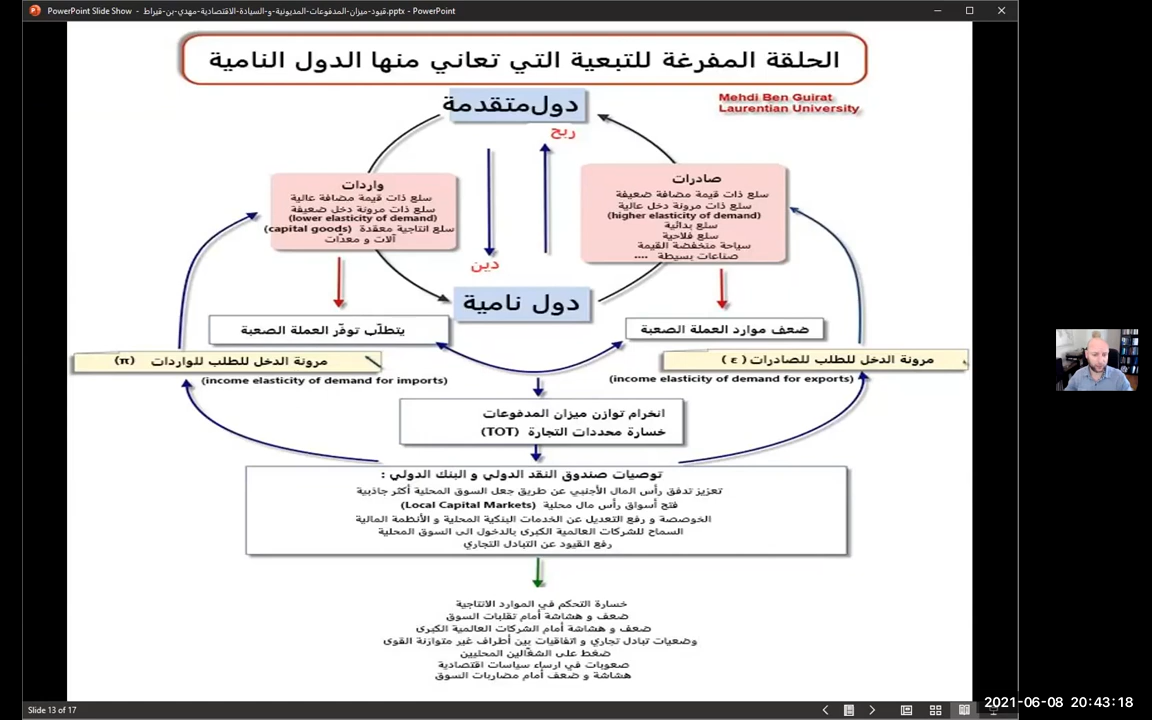 PowerPoint Slide Show - قيود-ميزان-المدفوعات-المديونية-و-السيادة-الاقتصادية-مهدي-بن-قيراط.pptx - PowerPoint
الحلقة المفرغة للتبعية التي تعاني منها الدول النامية
Mehdi Ben Guirat
Laurentian University
دول متقدمة
ربح
صادرات
سلع ذات قيمة مضافة ضعيفة
سلع ذات مرونة دخل عالية
(higher elasticity of demand)
سلع بدائية
سلع فلاحية
سياحة منخفضة القيمة
صناعات بسيطة ....
واردات
سلع ذات قيمة مضافة عالية
سلع ذات مرونة دخل ضعيفة
(lower elasticity of demand)
سلع انتاجية معقدة (capital goods)
آلات و معدّات
دين
دول نامية
ضعف موارد العملة الصعبة
يتطلّب توفّر العملة الصعبة
مرونة الدخل للطلب للصادرات ( ε )
(income elasticity of demand for exports)
مرونة الدخل للطلب للواردات (π)
(income elasticity of demand for imports)
انخرام توازن ميزان المدفوعات
خسارة محددات التجارة (TOT)
توصيات صندوق النقد الدولي و البنك الدولي :
تعزيز تدفق رأس المال الأجنبي عن طريق جعل السوق المحلية أكثر جاذبية
فتح أسواق رأس مال محلية (Local Capital Markets)
الخوصصة و رفع التعديل عن الخدمات البنكية المحلية و الأنظمة المالية
السماح للشركات العالمية الكبرى بالدخول الى السوق المحلية
رفع القيود عن التبادل التجاري
خسارة التحكم في الموارد الانتاجية
ضعف و هشاشة أمام تقلبات السوق
ضعف و هشاشة أمام الشركات العالمية الكبرى
وضعيات تبادل تجاري و اتفاقيات بين أطراف غير متوازنة القوى
ضغط على الشغّالين المحليين
صعوبات في ارساء سياسات اقتصادية
هشاشة و ضعف أمام مضاربات السوق
Slide 13 of 17
2021-06-08 20:43:18